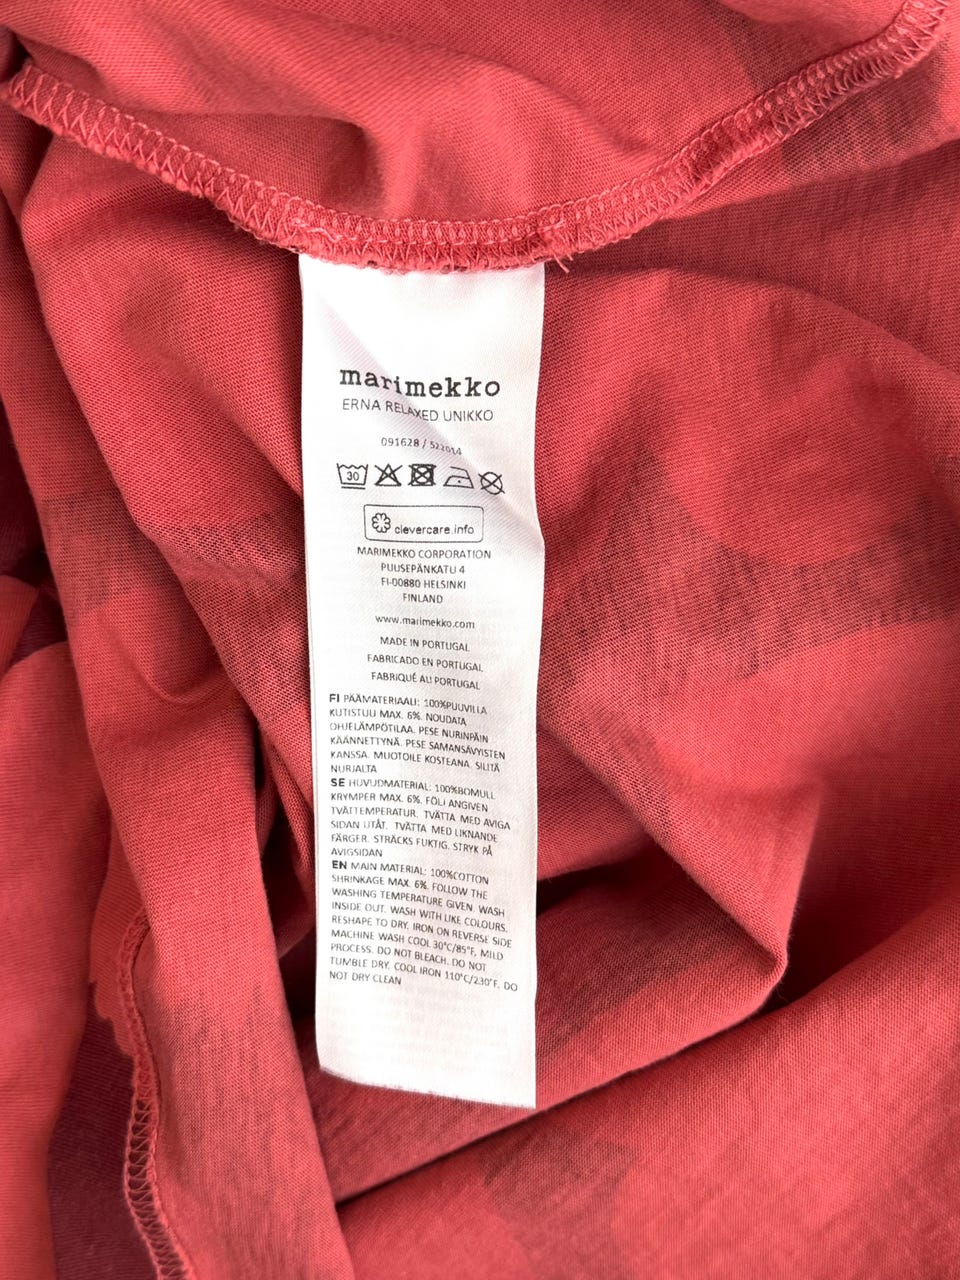 marimekko
ERNA RELAXED UNIKKO
091628 / 522014
30
clevercare.info
MARIMEKKO CORPORATION
PUUSEPÄNKATU 4
FI-00880 HELSINKI
FINLAND
www.marimekko.com
MADE IN PORTUGAL
FABRICADO EN PORTUGAL
FABRIQUÉ AU PORTUGAL
FI PÄÄMATERIAALI: 100%PUUVILLA
KUTISTUU MAX. 6%. NOUDATA
OHJELÄMPÖTILAA. PESE NURINPÄIN
KÄÄNNETTYNÄ. PESE SAMANSÄVYISTEN
KANSSA. MUOTOILE KOSTEANA. SILITÄ
NURJALTA
SE HUVUDMATERIAL: 100%BOMULL
KRYMPER MAX. 6%. FÖLJ ANGIVEN
TVÄTTEMPERATUR. TVÄTTA MED AVIGA
SIDAN UTÅT. TVÄTTA MED LIKNANDE
FÄRGER. STRÄCKS FUKTIG. STRYK PÅ
AVIGSIDAN
EN MAIN MATERIAL: 100%COTTON
SHRINKAGE MAX. 6%. FOLLOW THE
WASHING TEMPERATURE GIVEN. WASH
INSIDE OUT. WASH WITH LIKE COLOURS.
RESHAPE TO DRY. IRON ON REVERSE SIDE
MACHINE WASH COOL 30°C/85°F, MILD
PROCESS. DO NOT BLEACH. DO NOT
TUMBLE DRY. COOL IRON 110°C/230°F. DO
NOT DRY CLEAN